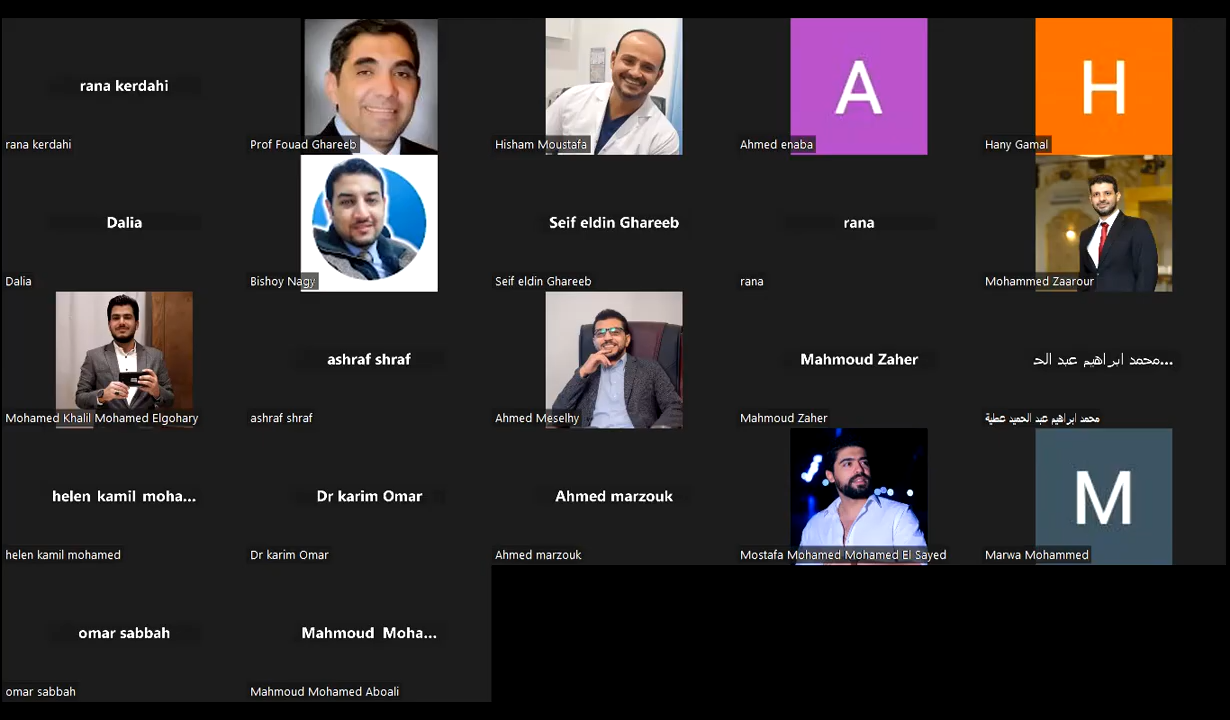 rana kerdahi
rana kerdahi
Prof Fouad Ghareeb
Hisham Moustafa
A
Ahmed enaba
H
Hany Gamal
Dalia
Dalia
Bishoy Nagy
Seif eldin Ghareeb
Seif eldin Ghareeb
rana
rana
Mohammed Zaarour
Mohamed Khalil Mohamed Elgohary
ashraf shraf
ashraf shraf
Ahmed Meselhy
Mahmoud Zaher
Mahmoud Zaher
محمد ابراهيم عبد الحـ...
محمد ابراهيم عبد الحميد عطية
helen kamil moha...
helen kamil mohamed
Dr karim Omar
Dr karim Omar
Ahmed marzouk
Ahmed marzouk
Mostafa Mohamed Mohamed El Sayed
M
Marwa Mohammed
omar sabbah
omar sabbah
Mahmoud Moha...
Mahmoud Mohamed Aboali